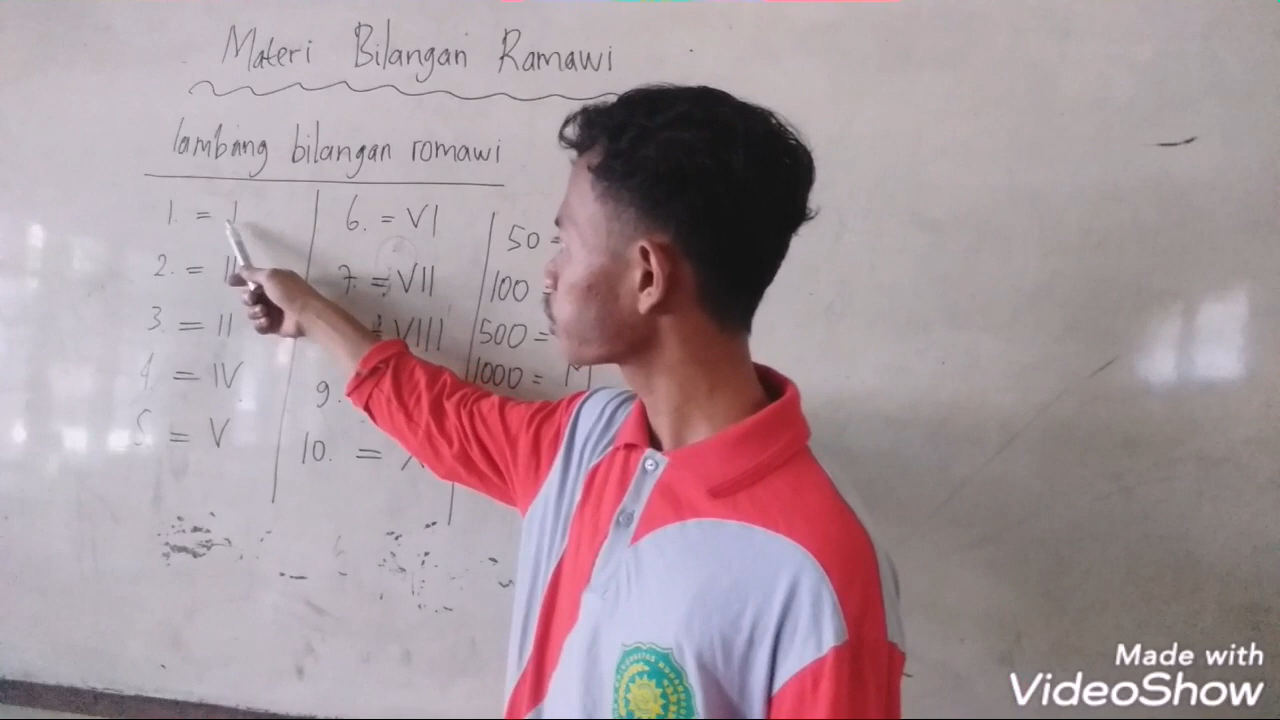 Materi Bilangan Ramawi
lambang bilangan romawi
1. = I
2. = II
3. = II
4. = IV
5. = V
6. = VI
7. = VII
= VIII
9.
10. = X
50 =
100 =
500 =
1000 = M
Made with
VideoShow